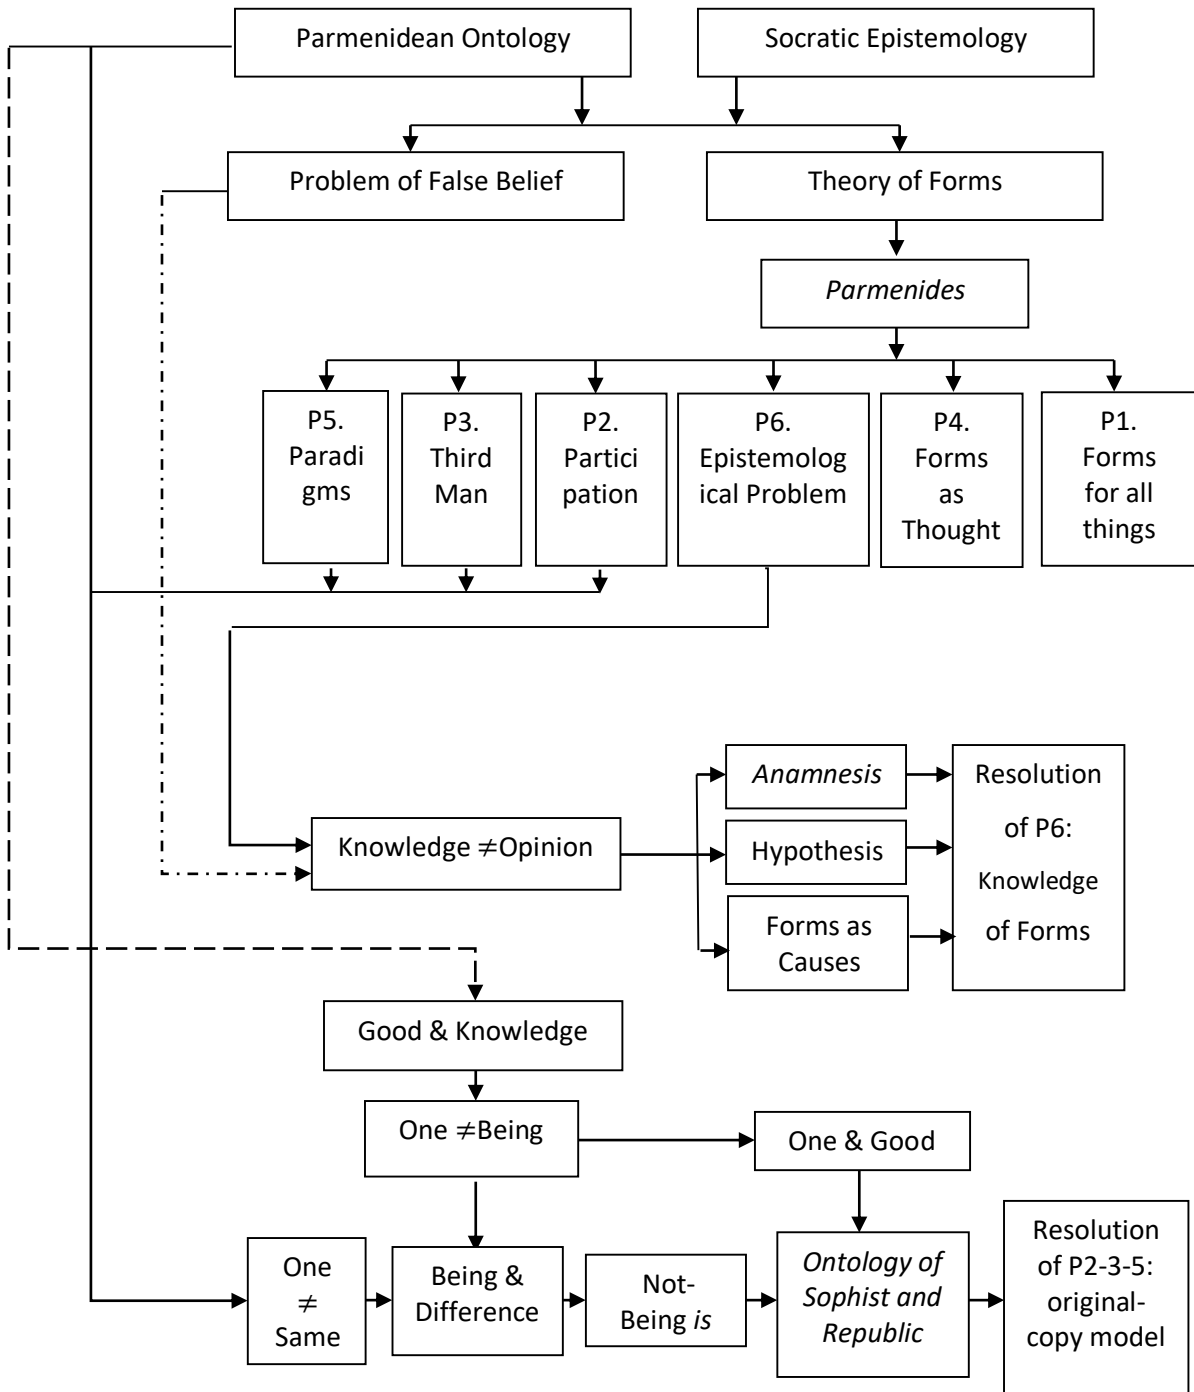 Parmenidean Ontology
Socratic Epistemology
Problem of False Belief
Theory of Forms
Parmenides
P5.
Paradi
gms
P3.
Third
Man
P2.
Partici
pation
P6.
Epistemolog
ical Problem
P4.
Forms
as
Thought
P1.
Forms
for all
things
Knowledge ≠Opinion
Anamnesis
Hypothesis
Forms as
Causes
Resolution
of P6:
Knowledge
of Forms
Good & Knowledge
One ≠Being
One & Good
One
≠
Same
Being &
Difference
Not-
Being is
Ontology of
Sophist and
Republic
Resolution
of P2-3-5:
original-
copy model